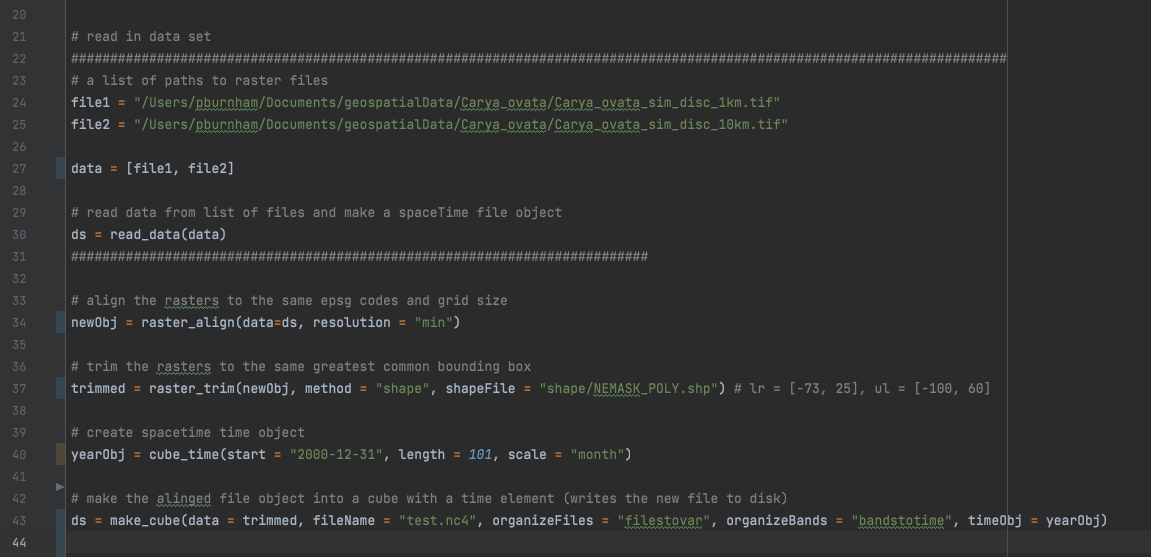 20
21 # read in data set
22 ########################################################################################################################
23 # a list of paths to raster files
24 file1 = "/Users/pburnham/Documents/geospatialData/Carya_ovata/Carya_ovata_sim_disc_1km.tif"
25 file2 = "/Users/pburnham/Documents/geospatialData/Carya_ovata/Carya_ovata_sim_disc_10km.tif"
26
27 data = [file1, file2]
28
29 # read data from list of files and make a spaceTime file object
30 ds = read_data(data)
31 ##########################################################################
32
33 # align the rasters to the same epsg codes and grid size
34 newObj = raster_align(data=ds, resolution = "min")
35
36 # trim the rasters to the same greatest common bounding box
37 trimmed = raster_trim(newObj, method = "shape", shapeFile = "shape/NEMASK_POLY.shp") # lr = [-73, 25], ul = [-100, 60]
38
39 # create spacetime time object
40 yearObj = cube_time(start = "2000-12-31", length = 101, scale = "month")
41
42 # make the alinged file object into a cube with a time element (writes the new file to disk)
43 ds = make_cube(data = trimmed, fileName = "test.nc4", organizeFiles = "filestovar", organizeBands = "bandstotime", timeObj = yearObj)
44